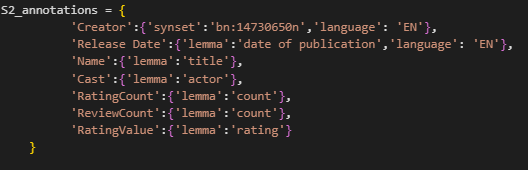 S2_annotations = {
'Creator':{'synset':'bn:14730650n','language': 'EN'},
'Release Date':{'lemma':'date of publication','language': 'EN'},
'Name':{'lemma':'title'},
'Cast':{'lemma':'actor'},
'RatingCount':{'lemma':'count'},
'ReviewCount':{'lemma':'count'},
'RatingValue':{'lemma':'rating'}
}